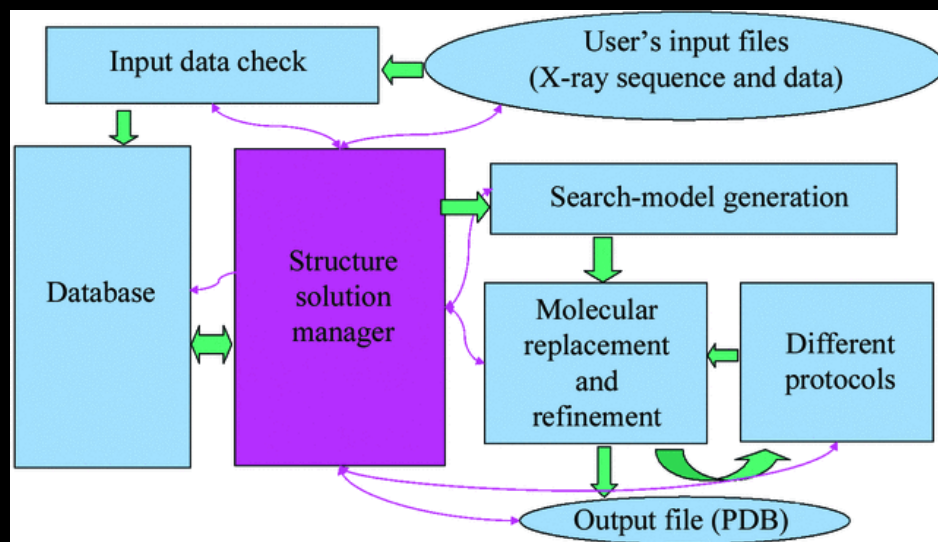 User's input files
(X-ray sequence and data)
Input data check
Database
Structure
solution
manager
Search-model generation
Molecular
replacement
and
refinement
Different
protocols
Output file (PDB)